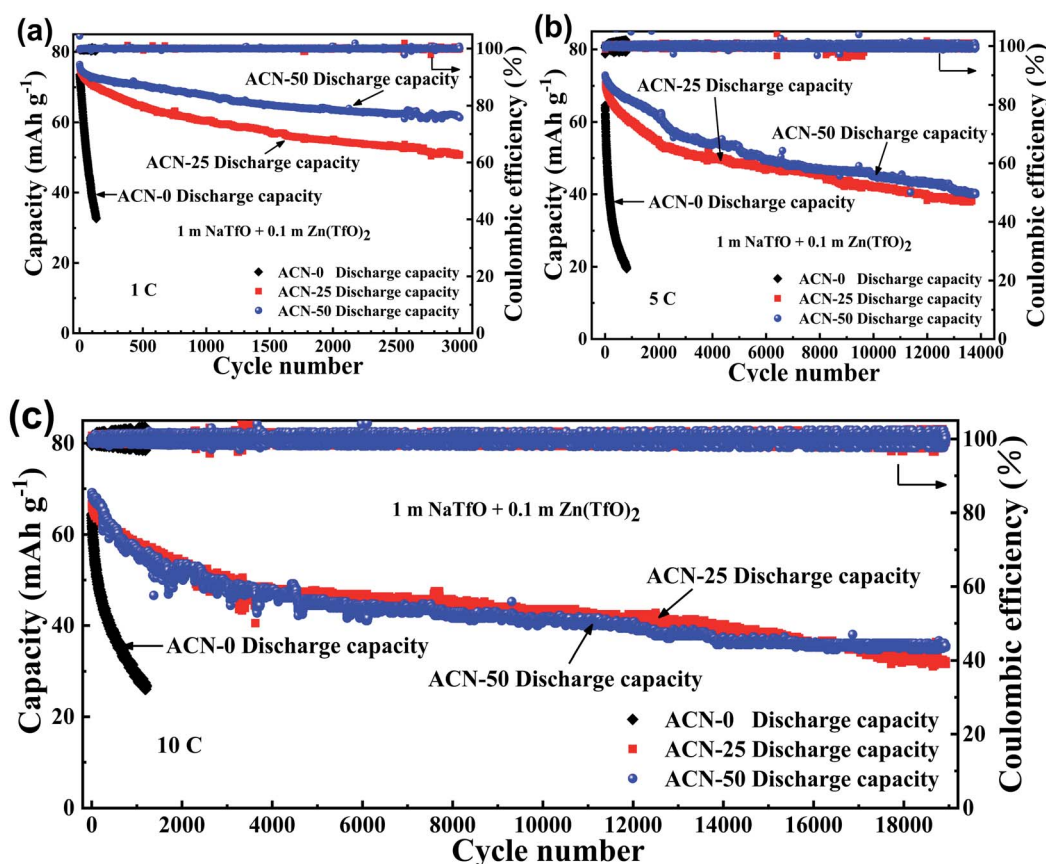 (a)
80
60
40
20
0
Capacity (mAh g-1)
100
80
60
40
20
0
Coulombic efficiency (%)
ACN-50 Discharge capacity
ACN-25 Discharge capacity
ACN-0 Discharge capacity
1 m NaTfO + 0.1 m Zn(TfO)2
ACN-0 Discharge capacity
1 C
ACN-25 Discharge capacity
ACN-50 Discharge capacity
0 500 1000 1500 2000 2500 3000
Cycle number
(b)
80
60
40
20
0
Capacity (mAh g-1)
100
80
60
40
20
0
Coulombic efficiency (%)
ACN-25 Discharge capacity
ACN-50 Discharge capacity
ACN-0 Discharge capacity
1 m NaTfO + 0.1 m Zn(TfO)2
ACN-0 Discharge capacity
5 C
ACN-25 Discharge capacity
ACN-50 Discharge capacity
0 2000 4000 6000 8000 10000 12000 14000
Cycle number
(c)
80
60
40
20
0
Capacity (mAh g-1)
100
80
60
40
20
0
Coulombic efficiency (%)
1 m NaTfO + 0.1 m Zn(TfO)2
ACN-25 Discharge capacity
ACN-0 Discharge capacity
ACN-50 Discharge capacity
ACN-0 Discharge capacity
10 C
ACN-25 Discharge capacity
ACN-50 Discharge capacity
0 2000 4000 6000 8000 10000 12000 14000 16000 18000
Cycle number